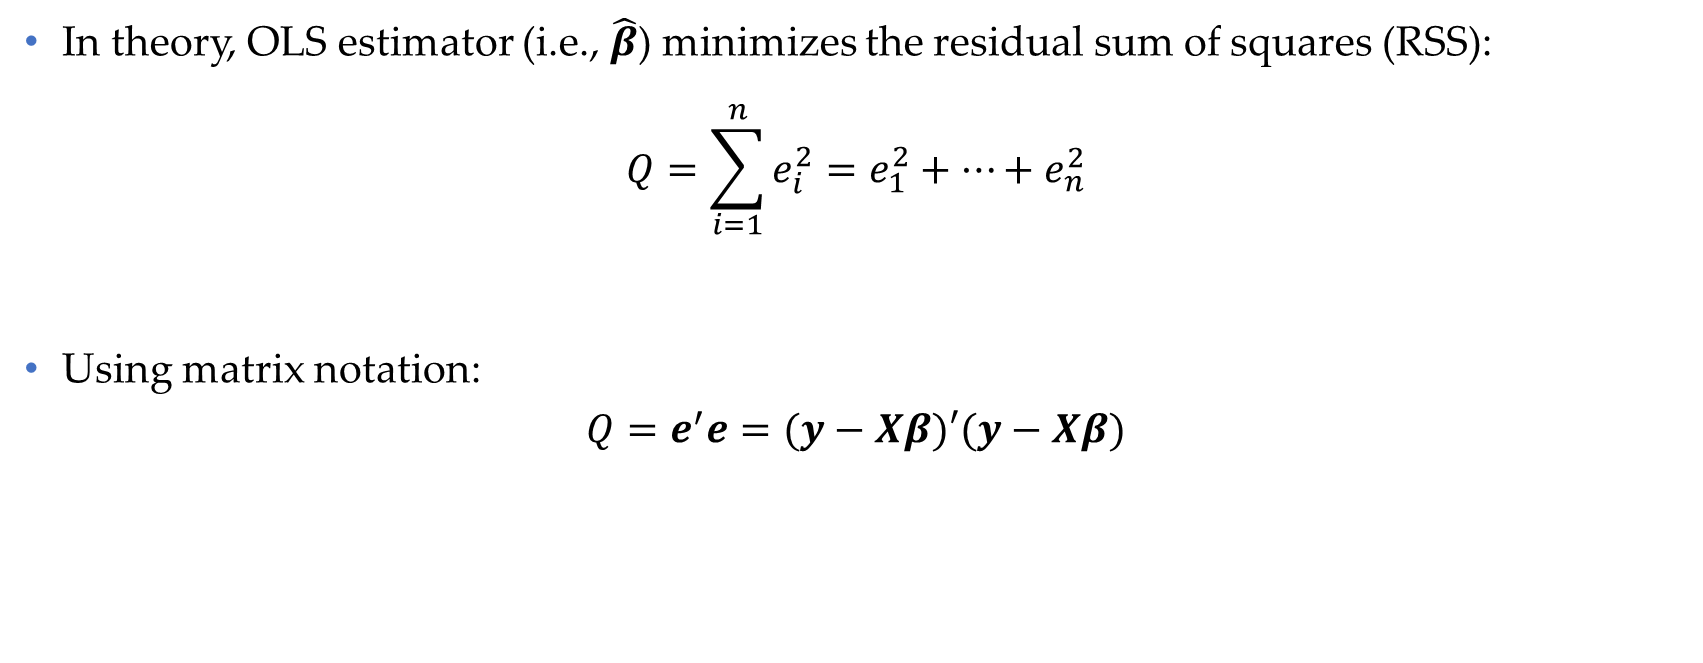 • In theory, OLS estimator (i.e., 𝜷̂) minimizes the residual sum of squares (RSS):
Q = ∑_{i=1}^{n} e_i^2 = e_1^2 + ⋯ + e_n^2
• Using matrix notation:
Q = 𝒆′𝒆 = (𝒚 − 𝑿𝜷)′(𝒚 − 𝑿𝜷)